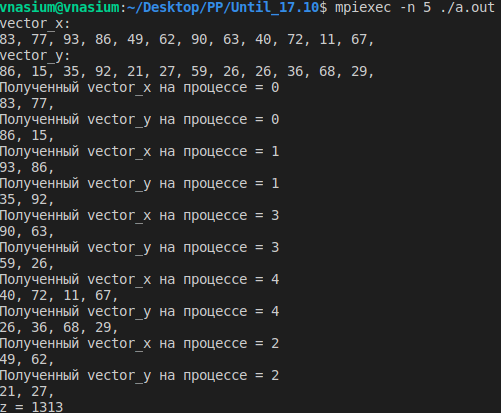 vnasium@vnasium:~/Desktop/PP/Until_17.10$ mpiexec -n 5 ./a.out
vector_x:
83, 77, 93, 86, 49, 62, 90, 63, 40, 72, 11, 67,
vector_y:
86, 15, 35, 92, 21, 27, 59, 26, 26, 36, 68, 29,
Полученный vector_x на процессе = 0
83, 77,
Полученный vector_y на процессе = 0
86, 15,
Полученный vector_x на процессе = 1
93, 86,
Полученный vector_y на процессе = 1
35, 92,
Полученный vector_x на процессе = 3
90, 63,
Полученный vector_y на процессе = 3
59, 26,
Полученный vector_x на процессе = 4
40, 72, 11, 67,
Полученный vector_y на процессе = 4
26, 36, 68, 29,
Полученный vector_x на процессе = 2
49, 62,
Полученный vector_y на процессе = 2
21, 27,
z = 1313